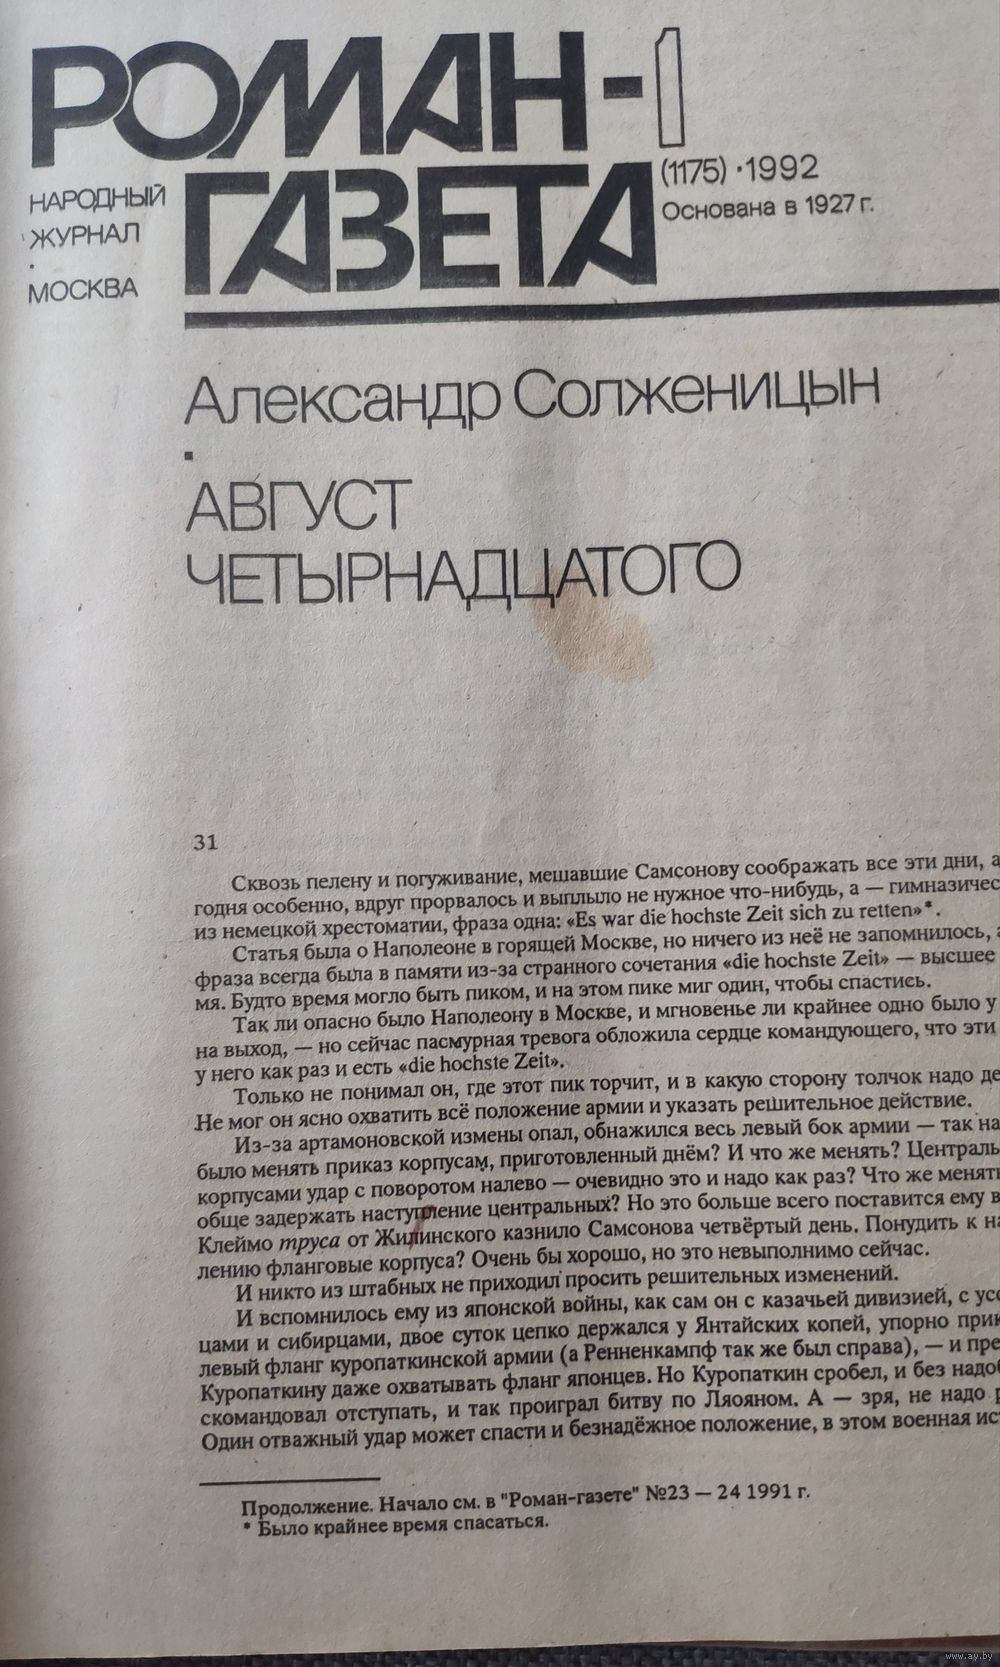 РОМАН-1
ГАЗЕТА
(1175)·1992
Основана в 1927 г.
НАРОДНЫЙ
ЖУРНАЛ
·
МОСКВА
Александр Солженицын
·
АВГУСТ
ЧЕТЫРНАДЦАТОГО
31
Сквозь пелену и погуживание, мешавшие Самсонову соображать все эти дни, а
годня особенно, вдруг прорвалось и выплыло не нужное что-нибудь, а — гимназичес
из немецкой хрестоматии, фраза одна: «Es war die hochste Zeit sich zu retten»*.
Статья была о Наполеоне в горящей Москве, но ничего из неё не запомнилось,
фраза всегда была в памяти из-за странного сочетания «die hochste Zeit» — высшее
мя. Будто время могло быть пиком, и на этом пике миг один, чтобы спастись.
Так ли опасно было Наполеону в Москве, и мгновенье ли крайнее одно было у
на выход, — но сейчас пасмурная тревога обложила сердце командующего, что эти
у него как раз и есть «die hochste Zeit».
Только не понимал он, где этот пик торчит, и в какую сторону толчок надо де
Не мог он ясно охватить всё положение армии и указать решительное действие.
Из-за артамоновской измены опал, обнажился весь левый бок армии — так на
было менять приказ корпусам, приготовленный днём? И что же менять? Централь
корпусами удар с поворотом налево — очевидно это и надо как раз? Что же менять
обще задержать наступление центральных? Но это больше всего поставится ему в
Клеймо труса от Жилинского казнило Самсонова четвёртый день. Понудить к на
лению фланговые корпуса? Очень бы хорошо, но это невыполнимо сейчас.
И никто из штабных не приходил просить решительных изменений.
И вспомнилось ему из японской войны, как сам он с казачьей дивизией, с усс
цами и сибирцами, двое суток цепко держался у Янтайских копей, упорно прик
левый фланг куропаткинской армии (а Ренненкампф так же был справа), — и пре
Куропаткину даже охватывать фланг японцев. Но Куропаткин сробел, и без надоб
скомандовал отступать, и так проиграл битву по Ляояном. А — зря, не надо р
Один отважный удар может спасти и безнадёжное положение, в этом военная ис
Продолжение. Начало см. в "Роман-газете" №23 — 24 1991 г.
* Было крайнее время спасаться.
www.ay.by